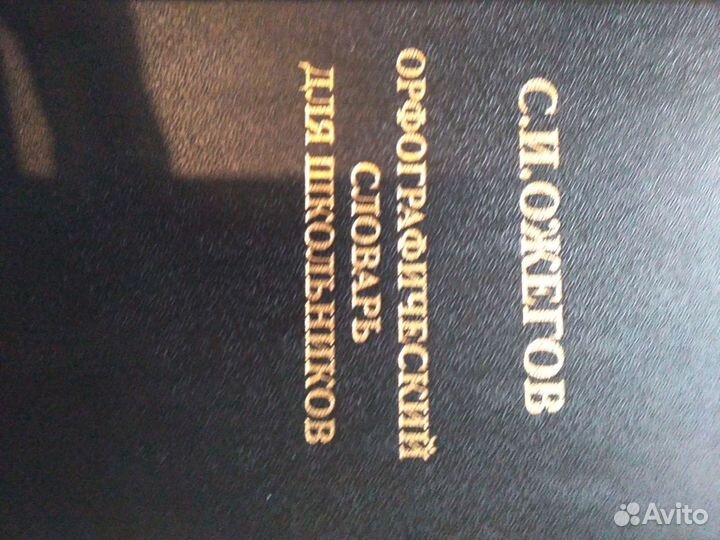 С.И.ОЖЕГОВ
ОРФОГРАФИЧЕСКИЙ
СЛОВАРЬ
ДЛЯ ШКОЛЬНИКОВ
Avito